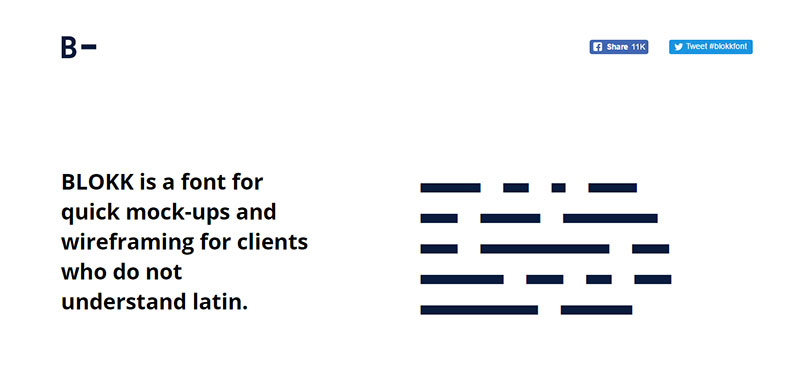 B-
Share 11K
Tweet #blokkfont
BLOKK is a font for
quick mock-ups and
wireframing for clients
who do not
understand latin.